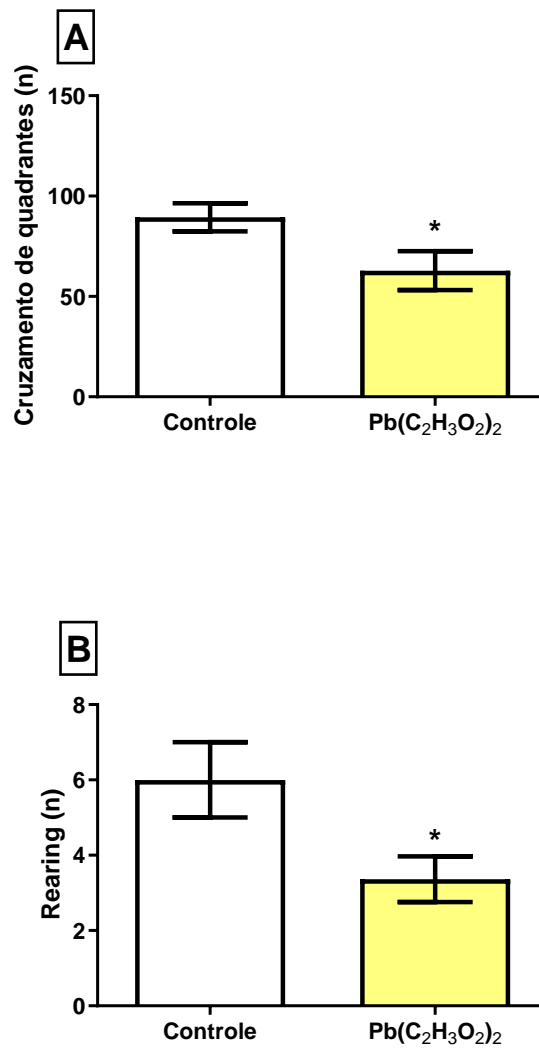 A
Cruzamento de quadrantes (n)
150
100
50
0
*
Controle
Pb(C₂H₃O₂)₂
B
Rearing (n)
8
6
4
2
0
*
Controle
Pb(C₂H₃O₂)₂